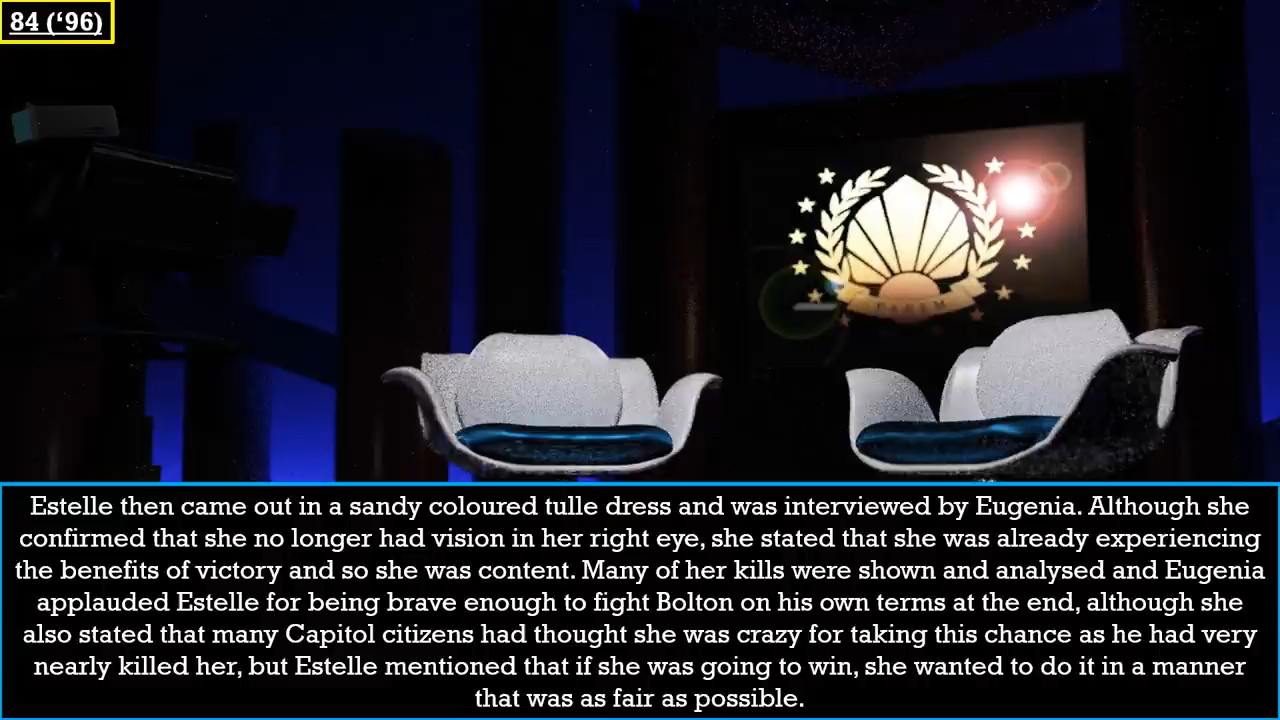 84 (‘96)
PANEM
Estelle then came out in a sandy coloured tulle dress and was interviewed by Eugenia. Although she
confirmed that she no longer had vision in her right eye, she stated that she was already experiencing
the benefits of victory and so she was content. Many of her kills were shown and analysed and Eugenia
applauded Estelle for being brave enough to fight Bolton on his own terms at the end, although she
also stated that many Capitol citizens had thought she was crazy for taking this chance as he had very
nearly killed her, but Estelle mentioned that if she was going to win, she wanted to do it in a manner
that was as fair as possible.